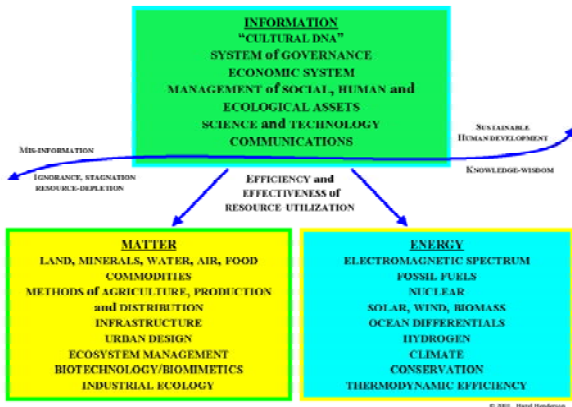 INFORMATION
“CULTURAL DNA”
SYSTEM of GOVERNANCE
ECONOMIC SYSTEM
MANAGEMENT of SOCIAL, HUMAN and
ECOLOGICAL ASSETS
SCIENCE and TECHNOLOGY
COMMUNICATIONS
SUSTAINABLE
HUMAN DEVELOPMENT
MIS-INFORMATION
KNOWLEDGE-WISDOM
IGNORANCE, STAGNATION
RESOURCE-DEPLETION
EFFICIENCY and
EFFECTIVENESS of
RESOURCE UTILIZATION
MATTER
LAND, MINERALS, WATER, AIR, FOOD
COMMODITIES
METHODS of AGRICULTURE, PRODUCTION
and DISTRIBUTION
INFRASTRUCTURE
URBAN DESIGN
ECOSYSTEM MANAGEMENT
BIOTECHNOLOGY/BIOMIMETICS
INDUSTRIAL ECOLOGY
ENERGY
ELECTROMAGNETIC SPECTRUM
FOSSIL FUELS
NUCLEAR
SOLAR, WIND, BIOMASS
OCEAN DIFFERENTIALS
HYDROGEN
CLIMATE
CONSERVATION
THERMODYNAMIC EFFICIENCY